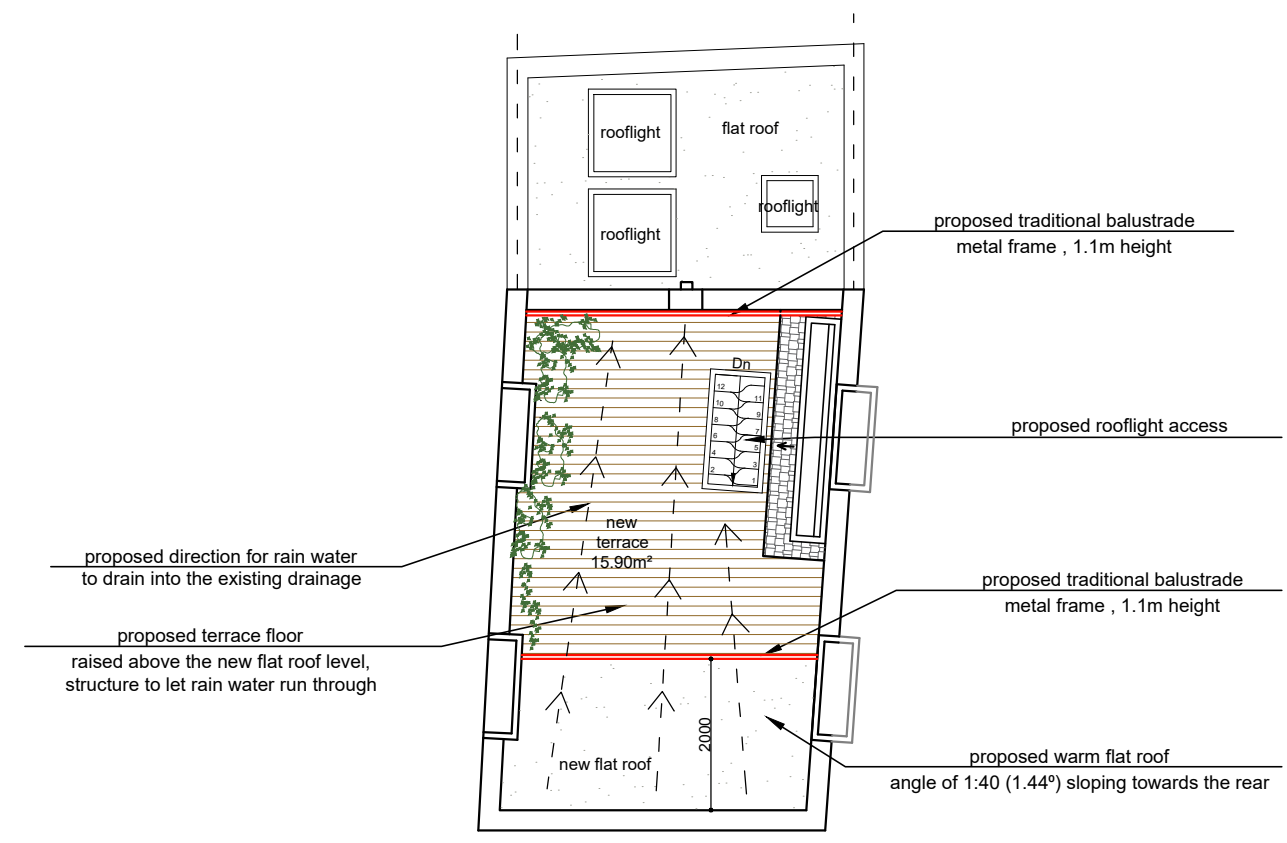 rooflight
flat roof
rooflight
rooflight
proposed traditional balustrade
metal frame , 1.1m height
Dn
12
11
10
9
8
7
6
5
4
3
2
1
proposed rooflight access
new
terrace
15.90m²
proposed direction for rain water
to drain into the existing drainage
proposed traditional balustrade
metal frame , 1.1m height
proposed terrace floor
raised above the new flat roof level,
structure to let rain water run through
2000
new flat roof
proposed warm flat roof
angle of 1:40 (1.44º) sloping towards the rear